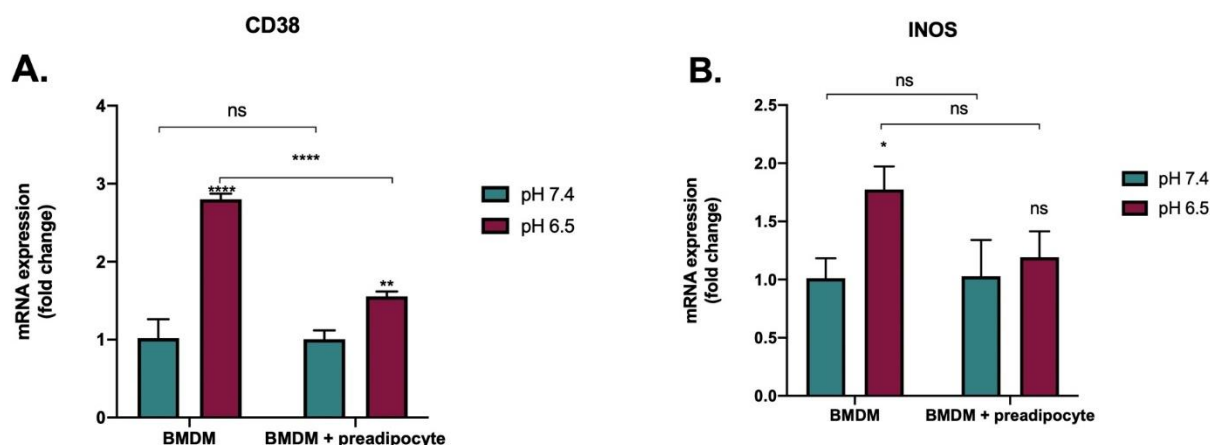 CD38
A.
ns
****
****
**
4
3
2
1
0
mRNA expression
(fold change)
BMDM
BMDM + preadipocyte
pH 7.4
pH 6.5
INOS
B.
ns
ns
*
ns
2.5
2.0
1.5
1.0
0.5
0.0
mRNA expression
(fold change)
BMDM
BMDM + preadipocyte
pH 7.4
pH 6.5